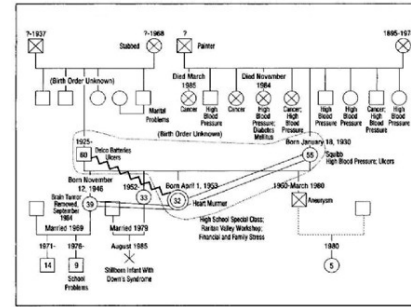 ?-1937
?-1968
?
1895-19
Stabbed
Painter
(Birth Order Unknown)
Died March
1985
Died November
1984
Cancer
High
Blood
Pressure
Cancer
High
Blood
Pressure;
Diabetes
Mellitus
Cancer;
High
Blood
Pressure
High
Blood
Pressure
High
Blood
Pressure
Cancer;
High
Blood
Pressure
High
Blood
Pressure
Marital
Problems
(Birth Order Unknown)
1925-
Born January 18, 1930
60
Delco Batteries
Ulcers
55
Squibb
High Blood Pressure; Ulcers
Born November
12, 1946
1952-
Born April 1, 1953
1960-March 1980
Brain Tumor
Removed,
September
1984
39
33
32
Heart Murmur
Aneurysm
High School Special Class;
Raritan Valley Workshop;
Financial and Family Stress
Married 1969
Married 1979
1971-
1976-
August 1985
1980
14
9
5
School
Problems
Stillborn Infant With
Down's Syndrome